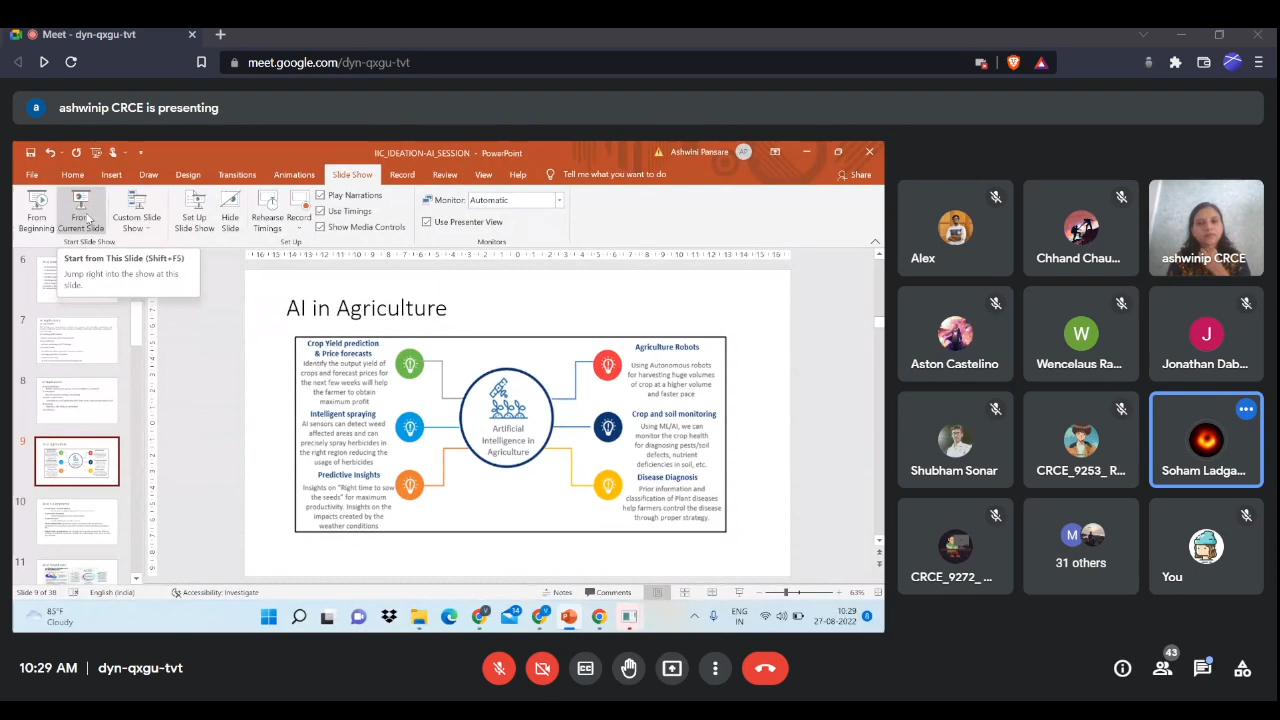 Meet - dyn-qxgu-tvt
meet.google.com/dyn-qxgu-tvt
a
ashwinip CRCE is presenting
IIC_IDEATION-AI_SESSION - PowerPoint
Ashwini Pansare
AP
File
Home
Insert
Draw
Design
Transitions
Animations
Slide Show
Record
Review
View
Help
Tell me what you want to do
Share
From
Beginning
From
Current Slide
Custom Slide
Show
Set Up
Slide Show
Hide
Slide
Rehearse
Timings
Record
Play Narrations
Use Timings
Show Media Controls
Monitor:
Automatic
Use Presenter View
Start Slide Show
Set Up
Monitors
Start from This Slide (Shift+F5)
Jump right into the show at this
slide.
6
7
8
9
10
11
AI in Agriculture
Crop Yield prediction
& Price forecasts
Identify the output yield of
crops and forecast prices for
the next few weeks will help
the farmer to obtain
maximum profit
Intelligent spraying
AI sensors can detect weed
affected areas and can
precisely spray herbicides in
the right region reducing the
usage of herbicides
Predictive Insights
Insights on "Right time to sow
the seeds" for maximum
productivity. Insights on the
impacts created by the
weather conditions
Artificial
Intelligence in
Agriculture
Agriculture Robots
Using Autonomous robots
for harvesting huge volumes
of crop at a higher volume
and faster pace
Crop and soil monitoring
Using ML/AI, we can
monitor the crop health
for diagnosing pests/soil
defects, nutrient
deficiencies in soil, etc.
Disease Diagnosis
Prior information and
classification of Plant diseases
help farmers control the disease
through proper strategy.
Slide 9 of 38
English (India)
Accessibility: Investigate
Notes
Comments
63%
85°F
Cloudy
14
ENG
IN
10:29
27-08-2022
8
Alex
Chhand Chau...
ashwinip CRCE
Aston Castelino
W
Wenceslaus Ra...
J
Jonathan Dab...
Shubham Sonar
CRCE_9258_ R...
Soham Ladga...
CRCE_9272_ ...
M
31 others
You
10:29 AM | dyn-qxgu-tvt
43